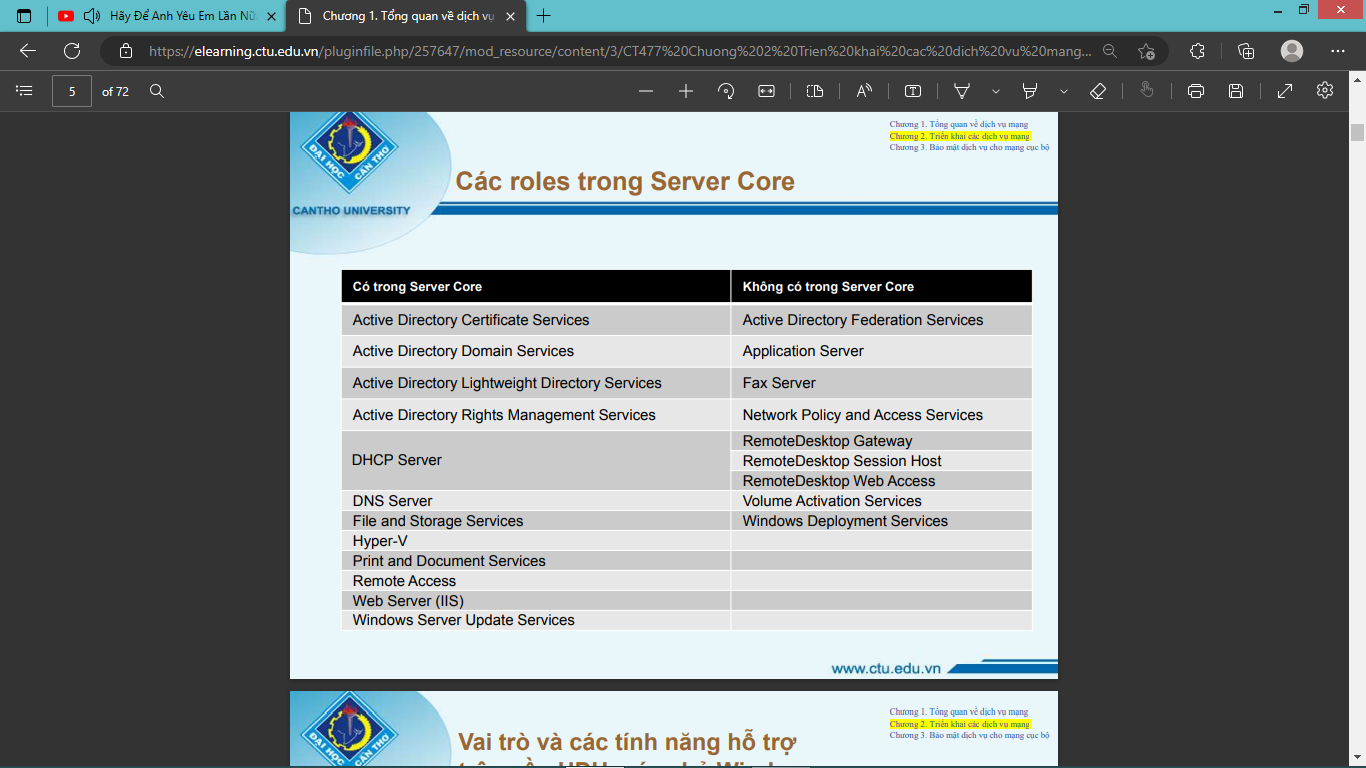 Hãy Để Anh Yêu Em Lần Nữ
Chương 1. Tổng quan về dịch vụ
https://elearning.ctu.edu.vn/pluginfile.php/257647/mod_resource/content/3/CT477%20Chuong%202%20Trien%20khai%20cac%20dich%20vu%20mang...
5 of 72
ĐẠI HỌC CẦN THƠ
CANTHO UNIVERSITY
Chương 1. Tổng quan về dịch vụ mạng
Chương 2. Triển khai các dịch vụ mạng
Chương 3. Bảo mật dịch vụ cho mạng cục bộ
Các roles trong Server Core
Có trong Server Core Không có trong Server Core
Active Directory Certificate Services Active Directory Federation Services
Active Directory Domain Services Application Server
Active Directory Lightweight Directory Services Fax Server
Active Directory Rights Management Services Network Policy and Access Services
DHCP Server RemoteDesktop Gateway
RemoteDesktop Session Host
RemoteDesktop Web Access
DNS Server Volume Activation Services
File and Storage Services Windows Deployment Services
Hyper-V
Print and Document Services
Remote Access
Web Server (IIS)
Windows Server Update Services
www.ctu.edu.vn
ĐẠI HỌC CẦN THƠ
Chương 1. Tổng quan về dịch vụ mạng
Chương 2. Triển khai các dịch vụ mạng
Chương 3. Bảo mật dịch vụ cho mạng cục bộ
Vai trò và các tính năng hỗ trợ